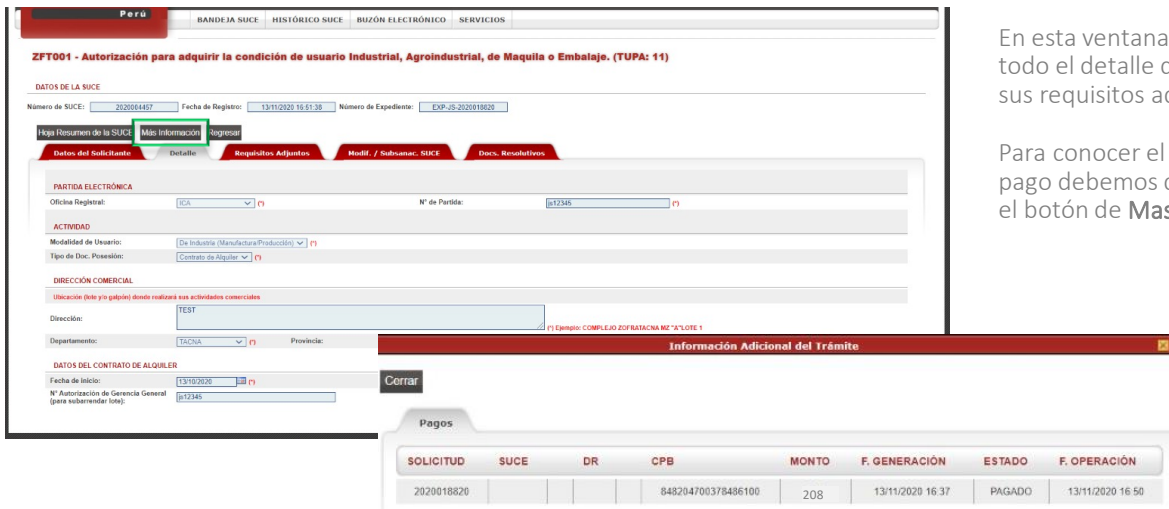 Perú
BANDEJA SUCE HISTÓRICO SUCE BUZÓN ELECTRÓNICO SERVICIOS
ZFT001 - Autorización para adquirir la condición de usuario Industrial, Agroindustrial, de Maquila o Embalaje. (TUPA: 11)
DATOS DE LA SUCE
Número de SUCE: 2020004457 Fecha de Registro: 13/11/2020 16:51:38 Número de Expediente: EXP-JS-2020018820
Hoja Resumen de la SUCE Más Información Regresar
Datos del Solicitante Detalle Requisitos Adjuntos Modif. / Subsanac. SUCE Docs. Resolutivos
PARTIDA ELECTRÓNICA
Oficina Registral: ICA (*) Nº de Partida: js12345 (*)
ACTIVIDAD
Modalidad de Usuario: De Industria (Manufactura/Producción) (*)
Tipo de Doc. Posesión: Contrato de Alquiler (*)
DIRECCIÓN COMERCIAL
Ubicación (lote y/o galpón) donde realizará sus actividades comerciales
Dirección: TEST (*) Ejemplo: COMPLEJO ZOFRATACNA MZ "A"LOTE 1
Departamento: TACNA (*) Provincia:
DATOS DEL CONTRATO DE ALQUILER
Fecha de inicio: 13/10/2020 (*)
Nº Autorización de Gerencia General
(para subarrendar lote): js12345
En esta ventana
todo el detalle
sus requisitos
Para conocer el
pago debemos
el botón de Mas
Información Adicional del Trámite
Cerrar
Pagos
SOLICITUD SUCE DR CPB MONTO F. GENERACIÓN ESTADO F. OPERACIÓN
2020018820 848204700378486100 208 13/11/2020 16:37 PAGADO 13/11/2020 16:50